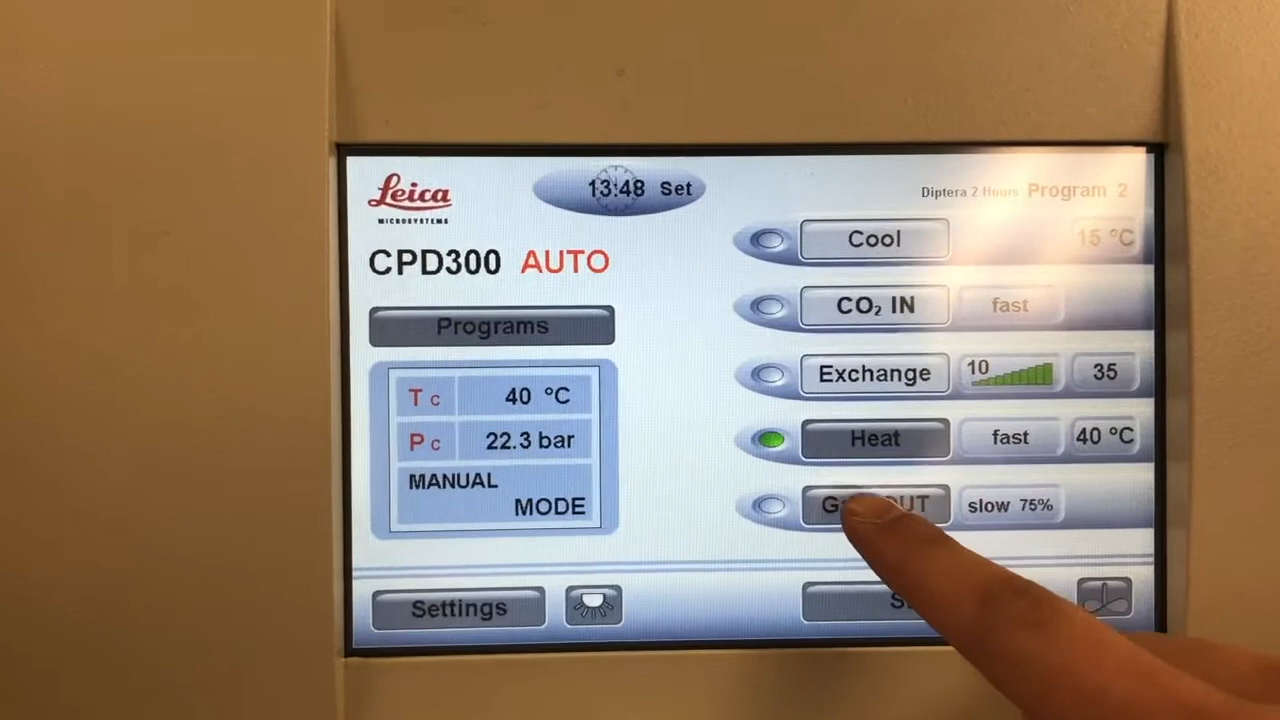 Leica
MICROSYSTEMS
13:48 Set
Diptera 2 Hours Program 2
CPD300 AUTO
Programs
Tc 40 °C
Pc 22.3 bar
MANUAL
MODE
Cool 15 °C
CO₂ IN fast
Exchange 10 35
Heat fast 40 °C
OUT slow 75%
Settings